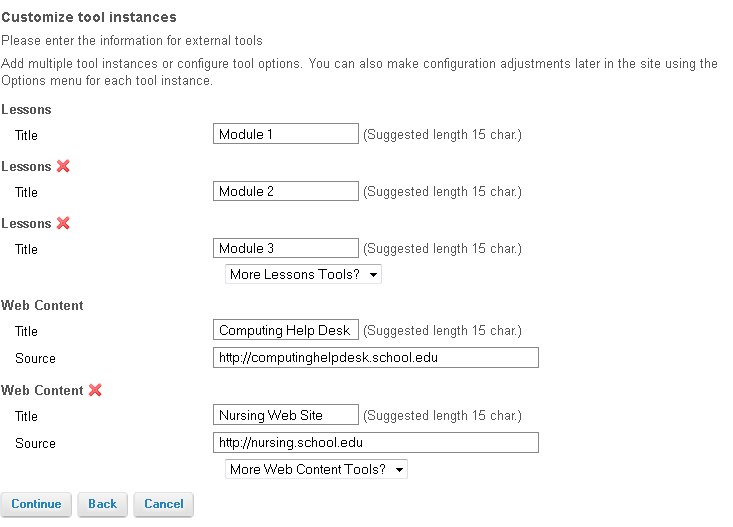 Customize tool instances
Please enter the information for external tools
Add multiple tool instances or configure tool options. You can also make configuration adjustments later in the site using the
Options menu for each tool instance.
Lessons
Title Module 1 (Suggested length 15 char.)
Lessons
Title Module 2 (Suggested length 15 char.)
Lessons
Title Module 3 (Suggested length 15 char.)
More Lessons Tools?
Web Content
Title Computing Help Desk (Suggested length 15 char.)
Source http://computinghelpdesk.school.edu
Web Content
Title Nursing Web Site (Suggested length 15 char.)
Source http://nursing.school.edu
More Web Content Tools?
Continue Back Cancel